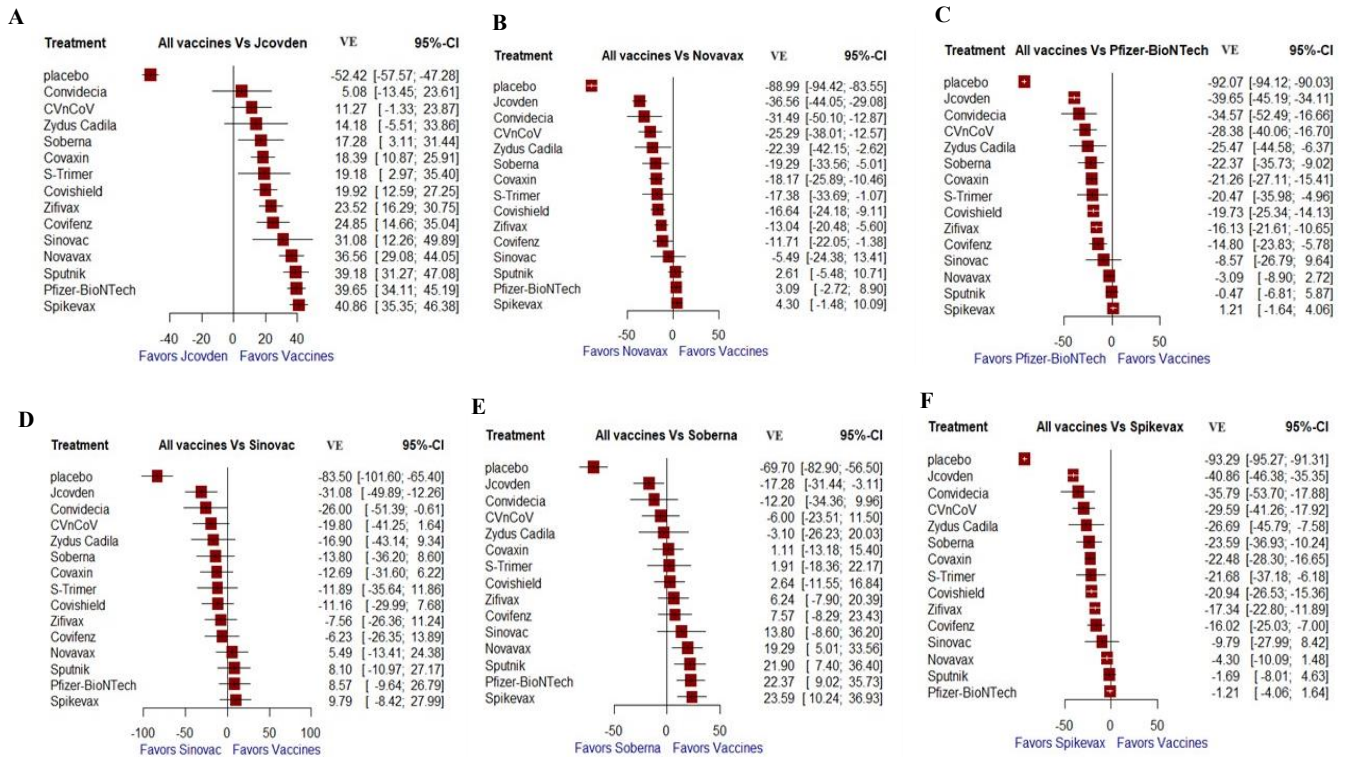 A
Treatment All vaccines Vs Jcovden VE 95%-CI
placebo -52.42 [-57.57; -47.28]
Convidecia 5.08 [-13.45; 23.61]
CVnCoV 11.27 [ -1.33; 23.87]
Zydus Cadila 14.18 [ -5.51; 33.86]
Soberna 17.28 [ 3.11; 31.44]
Covaxin 18.39 [ 10.87; 25.91]
S-Trimer 19.18 [ 2.97; 35.40]
Covishield 19.92 [ 12.59; 27.25]
Zifivax 23.52 [ 16.29; 30.75]
Covifenz 24.85 [ 14.66; 35.04]
Sinovac 31.08 [ 12.26; 49.89]
Novavax 36.56 [ 29.08; 44.05]
Sputnik 39.18 [ 31.27; 47.08]
Pfizer-BioNTech 39.65 [ 34.11; 45.19]
Spikevax 40.86 [ 35.35; 46.38]
-40 -20 0 20 40
Favors Jcovden Favors Vaccines
B
Treatment All vaccines Vs Novavax VE 95%-CI
placebo -88.99 [-94.42; -83.55]
Jcovden -36.56 [-44.05; -29.08]
Convidecia -31.49 [-50.10; -12.87]
CVnCoV -25.29 [-38.01; -12.57]
Zydus Cadila -22.39 [-42.15; -2.62]
Soberna -19.29 [-33.56; -5.01]
Covaxin -18.17 [-25.89; -10.46]
S-Trimer -17.38 [-33.69; -1.07]
Covishield -16.64 [-24.18; -9.11]
Zifivax -13.04 [-20.48; -5.60]
Covifenz -11.71 [-22.05; -1.38]
Sinovac -5.49 [-24.38; 13.41]
Sputnik 2.61 [ -5.48; 10.71]
Pfizer-BioNTech 3.09 [ -2.72; 8.90]
Spikevax 4.30 [ -1.48; 10.09]
-50 0 50
Favors Novavax Favors Vaccines
C
Treatment All vaccines Vs Pfizer-BioNTech VE 95%-CI
placebo -92.07 [-94.12; -90.03]
Jcovden -39.65 [-45.19; -34.11]
Convidecia -34.57 [-52.49; -16.66]
CVnCoV -28.38 [-40.06; -16.70]
Zydus Cadila -25.47 [-44.58; -6.37]
Soberna -22.37 [-35.73; -9.02]
Covaxin -21.26 [-27.11; -15.41]
S-Trimer -20.47 [-35.98; -4.96]
Covishield -19.73 [-25.34; -14.13]
Zifivax -16.13 [-21.61; -10.65]
Covifenz -14.80 [-23.83; -5.78]
Sinovac -8.57 [-26.79; 9.64]
Novavax -3.09 [ -8.90; 2.72]
Sputnik -0.47 [ -6.81; 5.87]
Spikevax 1.21 [ -1.64; 4.06]
-50 0 50
Favors Pfizer-BioNTech Favors Vaccines
D
Treatment All vaccines Vs Sinovac VE 95%-CI
placebo -83.50 [-101.60; -65.40]
Jcovden -31.08 [ -49.89; -12.26]
Convidecia -26.00 [ -51.39; -0.61]
CVnCoV -19.80 [ -41.25; 1.64]
Zydus Cadila -16.90 [ -43.14; 9.34]
Soberna -13.80 [ -36.20; 8.60]
Covaxin -12.69 [ -31.60; 6.22]
S-Trimer -11.89 [ -35.64; 11.86]
Covishield -11.16 [ -29.99; 7.68]
Zifivax -7.56 [ -26.36; 11.24]
Covifenz -6.23 [ -26.35; 13.89]
Novavax 5.49 [ -13.41; 24.38]
Sputnik 8.10 [ -10.97; 27.17]
Pfizer-BioNTech 8.57 [ -9.64; 26.79]
Spikevax 9.79 [ -8.42; 27.99]
-100 -50 0 50 100
Favors Sinovac Favors Vaccines
E
Treatment All vaccines Vs Soberna VE 95%-CI
placebo -69.70 [-82.90; -56.50]
Jcovden -17.28 [-31.44; -3.11]
Convidecia -12.20 [-34.36; 9.96]
CVnCoV -6.00 [-23.51; 11.50]
Zydus Cadila -3.10 [-26.23; 20.03]
Covaxin 1.11 [-13.18; 15.40]
S-Trimer 1.91 [-18.36; 22.17]
Covishield 2.64 [-11.55; 16.84]
Zifivax 6.24 [ -7.90; 20.39]
Covifenz 7.57 [ -8.29; 23.43]
Sinovac 13.80 [ -8.60; 36.20]
Novavax 19.29 [ 5.01; 33.56]
Sputnik 21.90 [ 7.40; 36.40]
Pfizer-BioNTech 22.37 [ 9.02; 35.73]
Spikevax 23.59 [ 10.24; 36.93]
-50 0 50
Favors Soberna Favors Vaccines
F
Treatment All vaccines Vs Spikevax VE 95%-CI
placebo -93.29 [-95.27; -91.31]
Jcovden -40.86 [-46.38; -35.35]
Convidecia -35.79 [-53.70; -17.88]
CVnCoV -29.59 [-41.26; -17.92]
Zydus Cadila -26.69 [-45.79; -7.58]
Soberna -23.59 [-36.93; -10.24]
Covaxin -22.48 [-28.30; -16.65]
S-Trimer -21.68 [-37.18; -6.18]
Covishield -20.94 [-26.53; -15.36]
Zifivax -17.34 [-22.80; -11.89]
Covifenz -16.02 [-25.03; -7.00]
Sinovac -9.79 [-27.99; 8.42]
Novavax -4.30 [-10.09; 1.48]
Sputnik -1.69 [ -8.01; 4.63]
Pfizer-BioNTech -1.21 [ -4.06; 1.64]
-50 0 50
Favors Spikevax Favors Vaccines